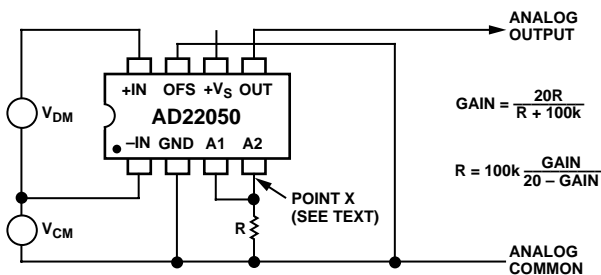 ANALOG
OUTPUT
+IN OFS +VS OUT
AD22050
–IN GND A1 A2
VDM
VCM
POINT X
(SEE TEXT)
R
GAIN = 20R / R + 100k
R = 100k GAIN / 20 – GAIN
ANALOG
COMMON